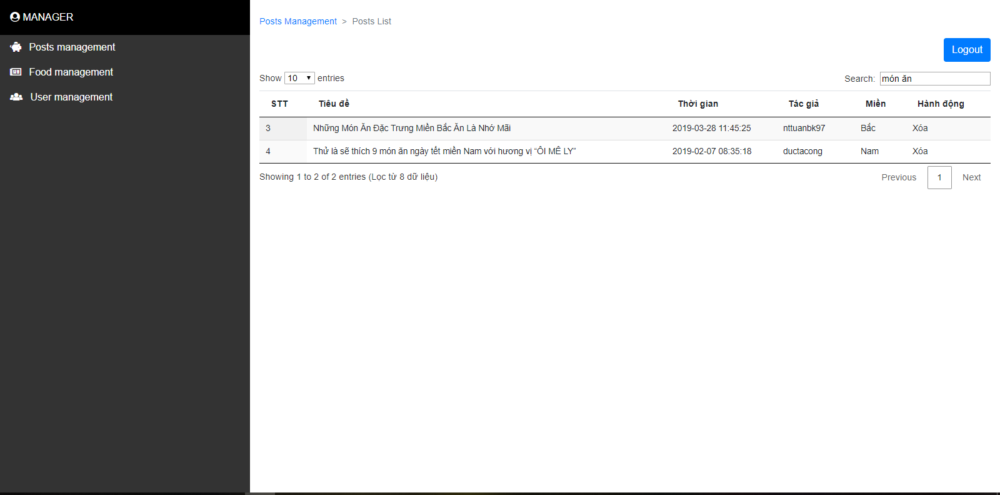 MANAGER
Posts management
Food management
User management
Posts Management > Posts List
Logout
Show 10 entries
Search: món ăn
STT Tiêu đề Thời gian Tác giả Miền Hành động
3 Những Món Ăn Đặc Trưng Miền Bắc Ăn Là Nhớ Mãi 2019-03-28 11:45:25 nttuanbk97 Bắc Xóa
4 Thử là sẽ thích 9 món ăn ngày tết miền Nam với hương vị “ÔI MÊ LY” 2019-02-07 08:35:18 ductacong Nam Xóa
Showing 1 to 2 of 2 entries (Lọc từ 8 dữ liệu)
Previous 1 Next